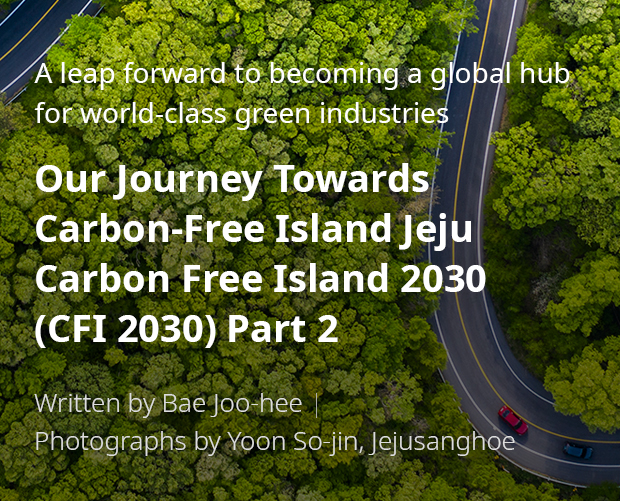 A leap forward to becoming a global hub
for world-class green industries
Our Journey Towards
Carbon-Free Island Jeju
Carbon Free Island 2030
(CFI 2030) Part 2
Written by Bae Joo-hee |
Photographs by Yoon So-jin, Jejusanghoe